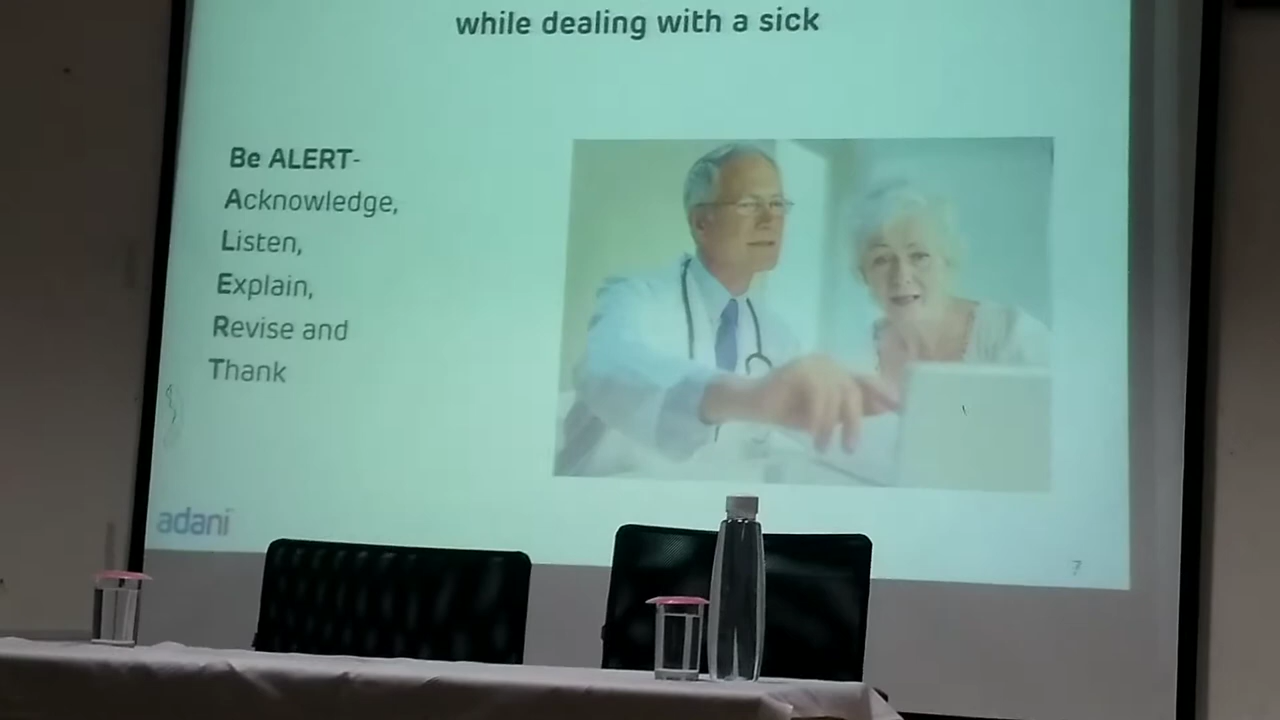 while dealing with a sick
Be ALERT-
Acknowledge,
Listen,
Explain,
Revise and
Thank
adani
7